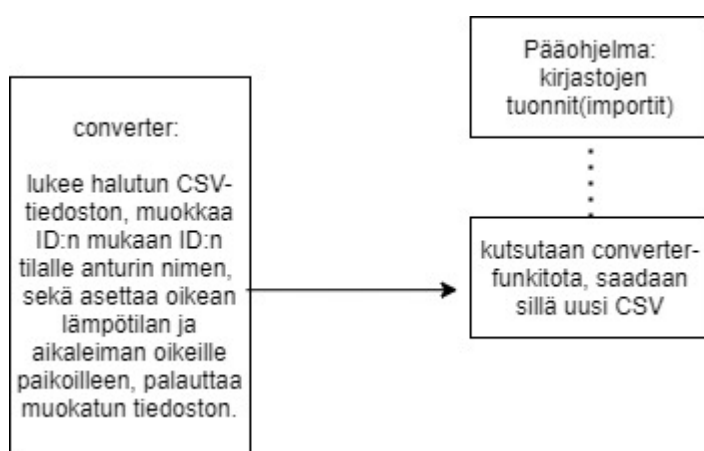 converter:
lukee halutun CSV-
tiedoston, muokkaa
ID:n mukaan ID:n
tilalle anturin nimen,
sekä asettaa oikean
lämpötilan ja
aikaleiman oikeille
paikoilleen, palauttaa
muokatun tiedoston.
Pääohjelma:
kirjastojen
tuonnit(importit)
kutsutaan converter-
funkitota, saadaan
sillä uusi CSV